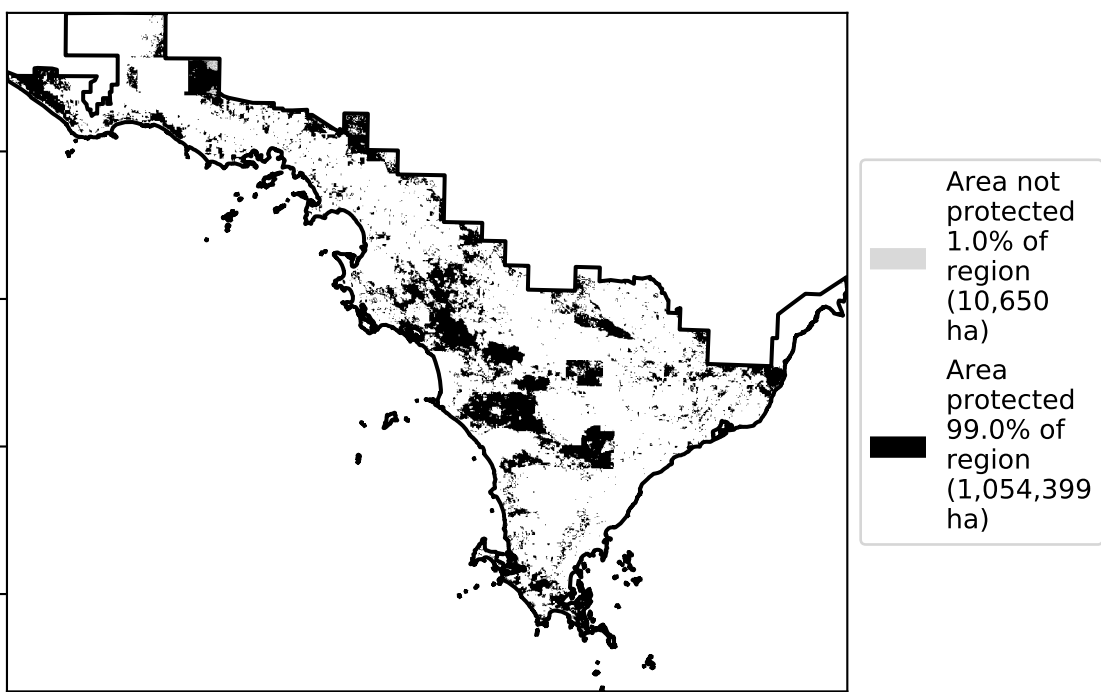 Area not
protected
1.0% of
region
(10,650
ha)
Area
protected
99.0% of
region
(1,054,399
ha)